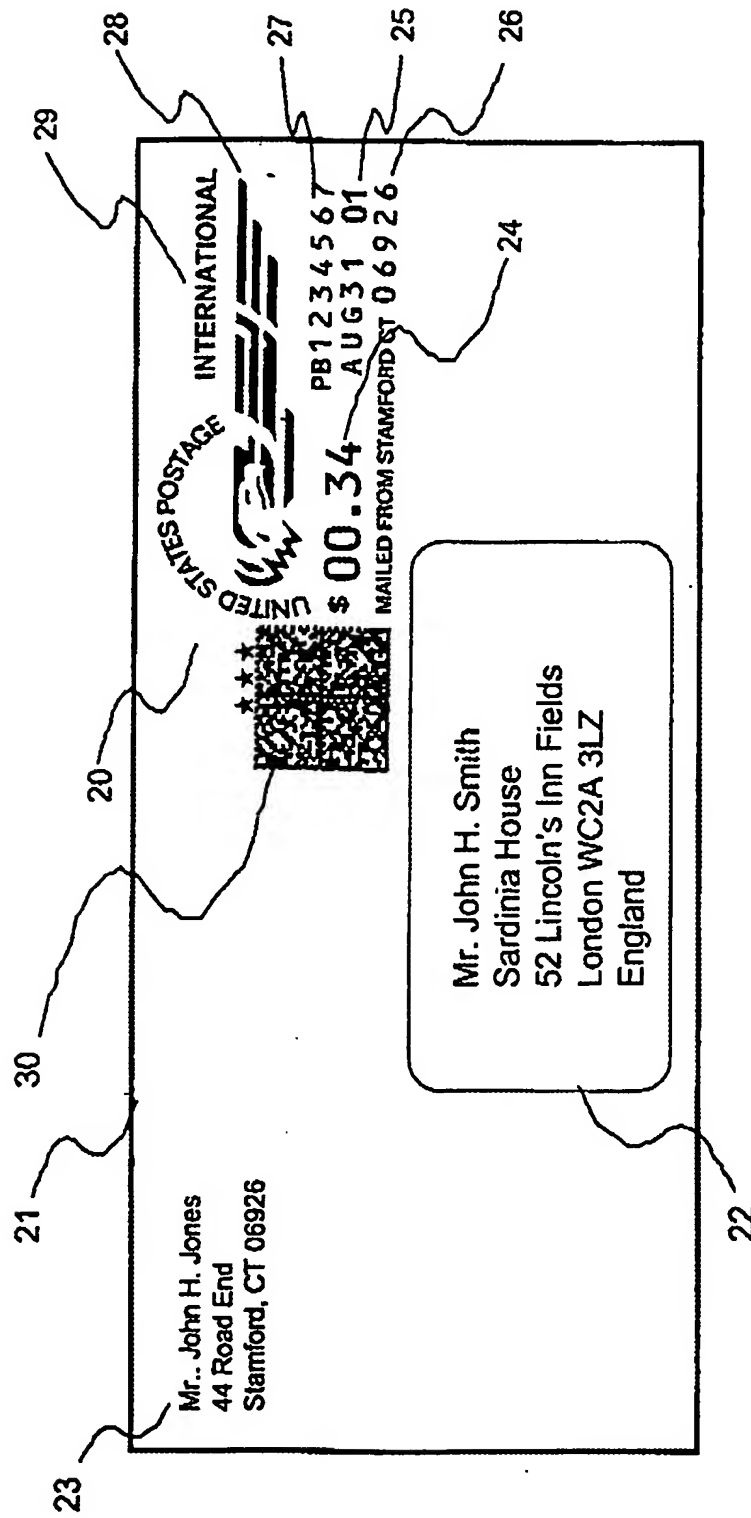 29
28
27
25
26
24
20
30
21
23
22
INTERNATIONAL
UNITED STATES POSTAGE
PB1234567
$ 00.34 AUG31 01
MAILED FROM STAMFORD CT 06926
Mr.. John H. Jones
44 Road End
Stamford, CT 06926
Mr. John H. Smith
Sardinia House
52 Lincoln's Inn Fields
London WC2A 3LZ
England